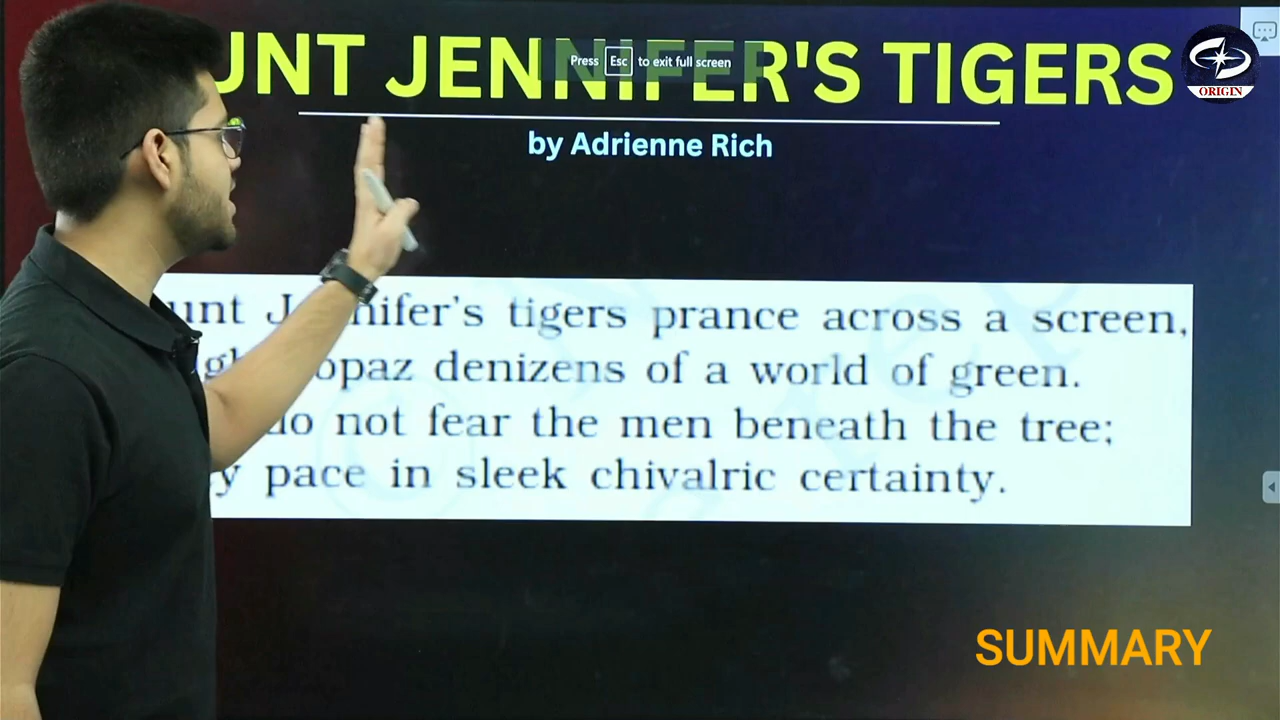 UNT JENNIFER'S TIGERS
Press Esc to exit full screen
ORIGIN
by Adrienne Rich
unt J nifer's tigers prance across a screen,
opaz denizens of a world of green.
do not fear the men beneath the tree;
y pace in sleek chivalric certainty.
SUMMARY